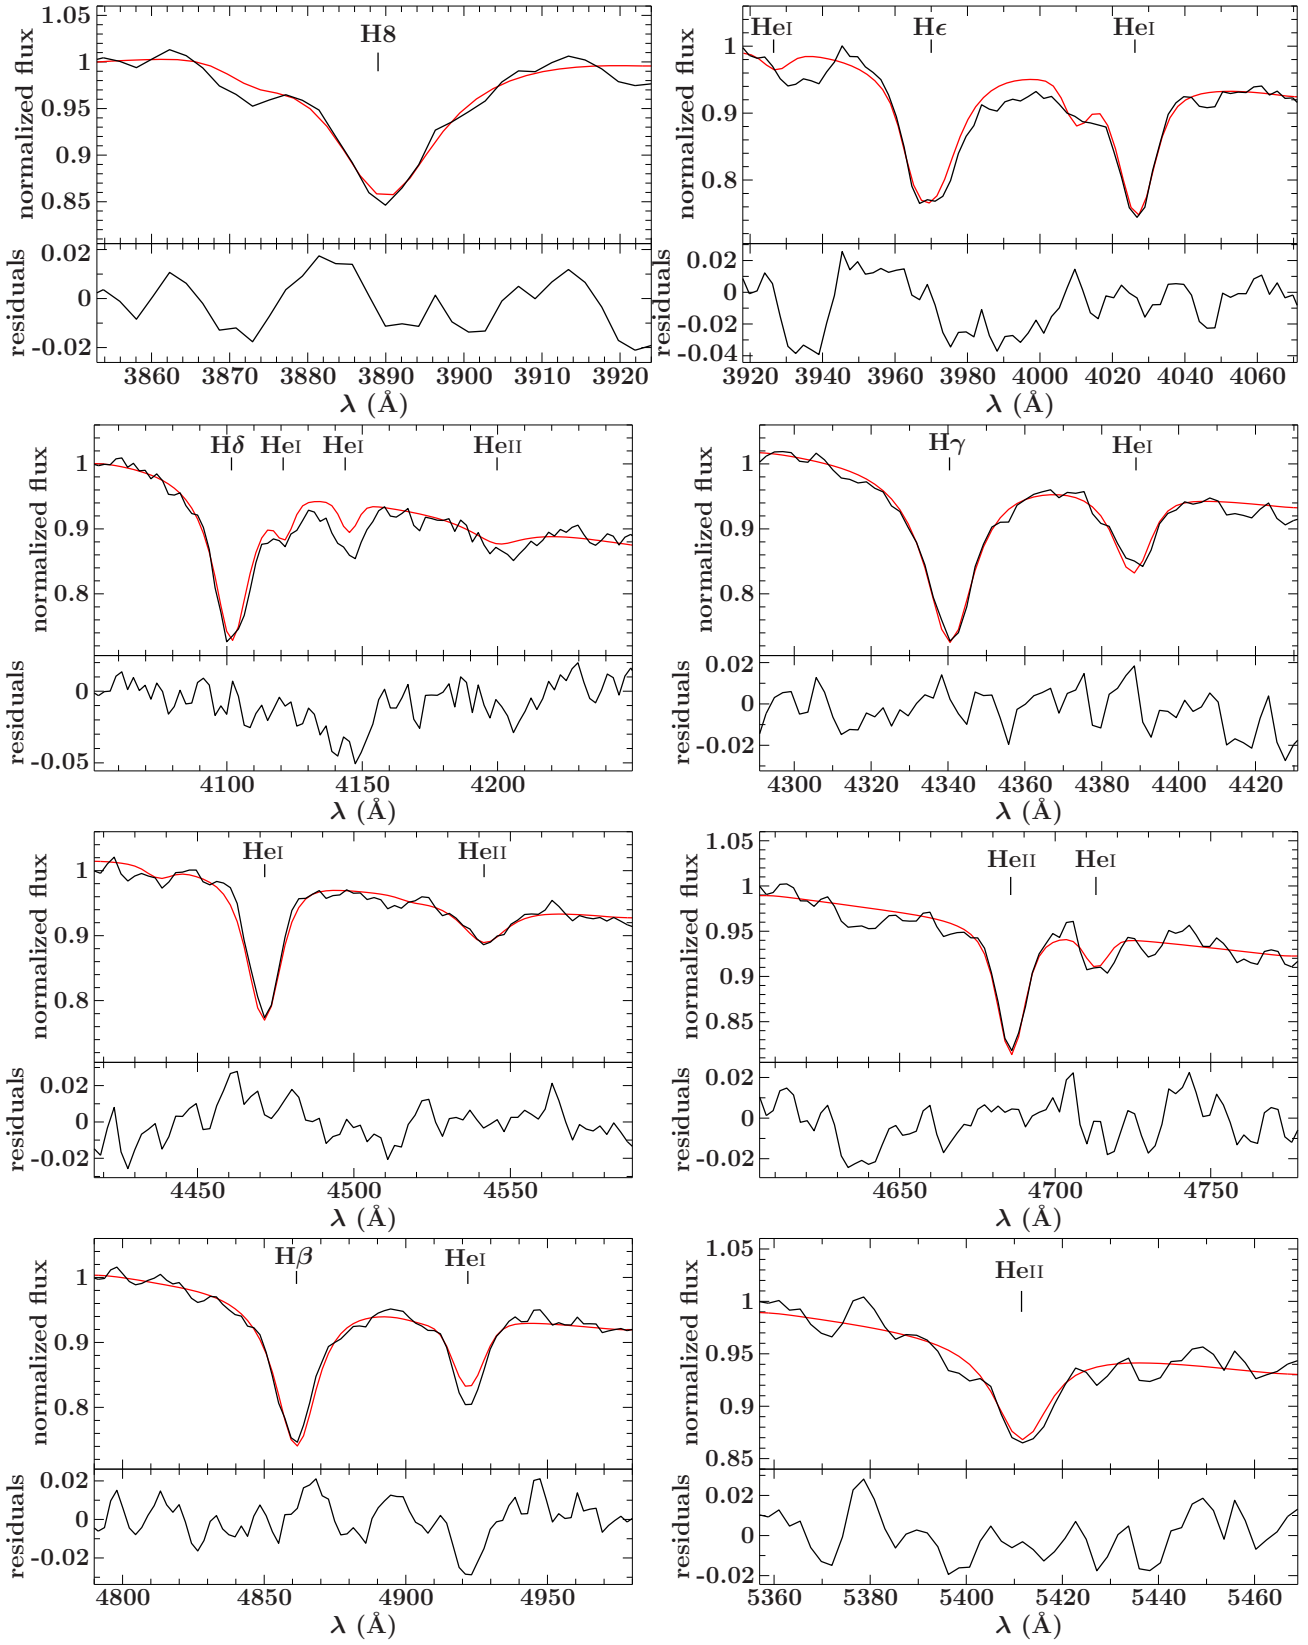 H8
normalized flux
1.05
1
0.95
0.9
0.85
residuals
0.02
0
-0.02
3860 3870 3880 3890 3900 3910 3920
λ (Å)
HeI Hϵ HeI
normalized flux
1
0.9
0.8
residuals
0.02
0
-0.02
-0.04
3920 3940 3960 3980 4000 4020 4040 4060
λ (Å)
Hδ HeI HeI HeII
normalized flux
1
0.9
0.8
residuals
0
-0.05
4100 4150 4200
λ (Å)
Hγ HeI
normalized flux
1
0.9
0.8
residuals
0.02
0
-0.02
4300 4320 4340 4360 4380 4400 4420
λ (Å)
HeI HeII
normalized flux
1
0.9
0.8
residuals
0.02
0
-0.02
4450 4500 4550
λ (Å)
HeII HeI
normalized flux
1.05
1
0.95
0.9
0.85
residuals
0.02
0
-0.02
4650 4700 4750
λ (Å)
Hβ HeI
normalized flux
1
0.9
0.8
residuals
0.02
0
-0.02
4800 4850 4900 4950
λ (Å)
HeII
normalized flux
1.05
1
0.95
0.9
0.85
residuals
0.02
0
-0.02
5360 5380 5400 5420 5440 5460
λ (Å)